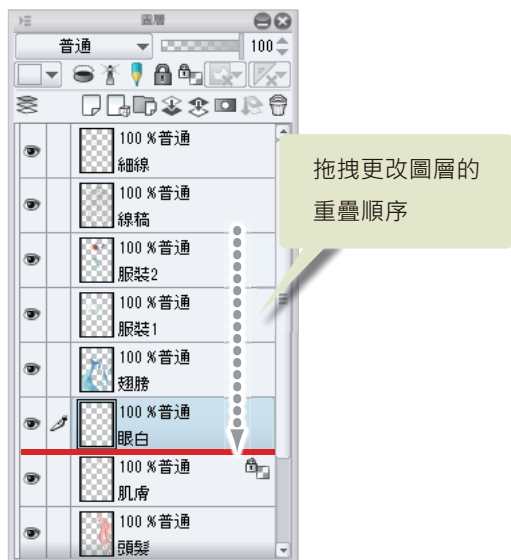 圖層
普通 100
100 %普通
細線
100 %普通
線稿
100 %普通
服裝2
100 %普通
服裝1
100 %普通
翅膀
100 %普通
眼白
100 %普通
肌膚
100 %普通
頭髮
拖拽更改圖層的
重疊順序